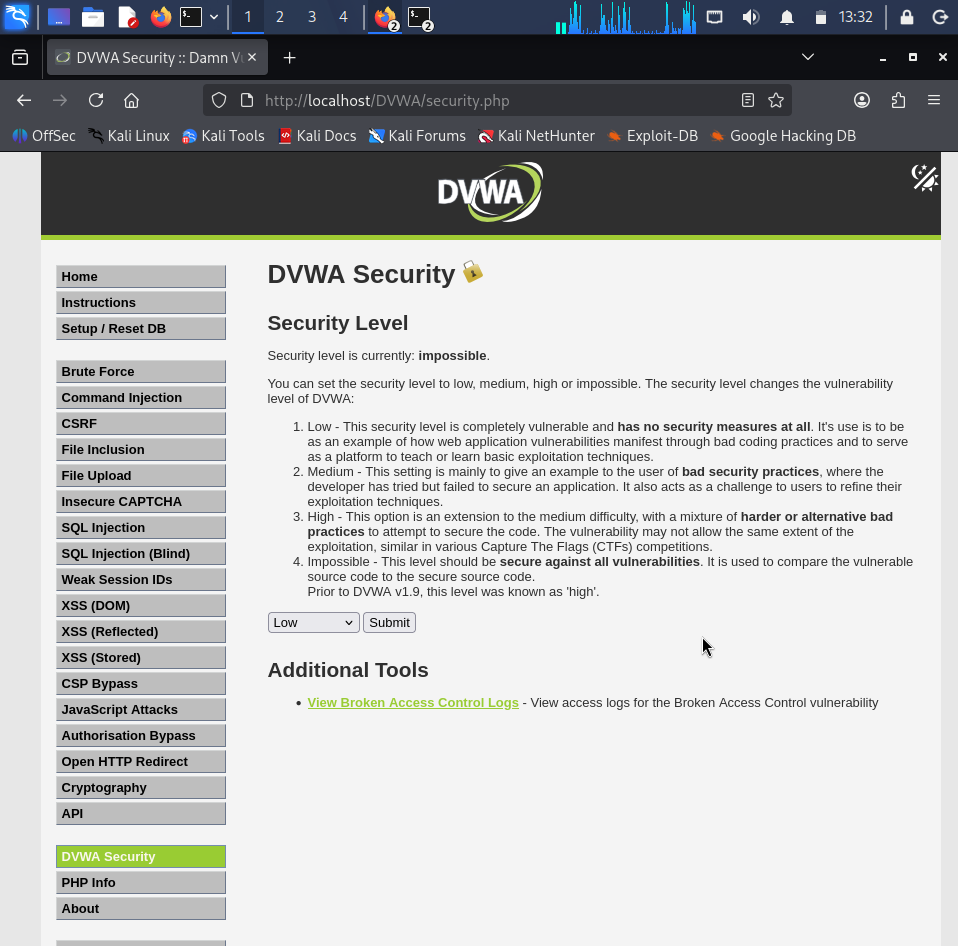 1 2 3 4 2 2 13:32
DVWA Security :: Damn Vu
http://localhost/DVWA/security.php
OffSec Kali Linux Kali Tools Kali Docs Kali Forums Kali NetHunter Exploit-DB Google Hacking DB
DVWA
Home
Instructions
Setup / Reset DB
Brute Force
Command Injection
CSRF
File Inclusion
File Upload
Insecure CAPTCHA
SQL Injection
SQL Injection (Blind)
Weak Session IDs
XSS (DOM)
XSS (Reflected)
XSS (Stored)
CSP Bypass
JavaScript Attacks
Authorisation Bypass
Open HTTP Redirect
Cryptography
API
DVWA Security
PHP Info
About
DVWA Security
Security Level
Security level is currently: impossible.
You can set the security level to low, medium, high or impossible. The security level changes the vulnerability
level of DVWA:
1. Low - This security level is completely vulnerable and has no security measures at all. It's use is to be
as an example of how web application vulnerabilities manifest through bad coding practices and to serve
as a platform to teach or learn basic exploitation techniques.
2. Medium - This setting is mainly to give an example to the user of bad security practices, where the
developer has tried but failed to secure an application. It also acts as a challenge to users to refine their
exploitation techniques.
3. High - This option is an extension to the medium difficulty, with a mixture of harder or alternative bad
practices to attempt to secure the code. The vulnerability may not allow the same extent of the
exploitation, similar in various Capture The Flags (CTFs) competitions.
4. Impossible - This level should be secure against all vulnerabilities. It is used to compare the vulnerable
source code to the secure source code.
Prior to DVWA v1.9, this level was known as 'high'.
Low Submit
Additional Tools
• View Broken Access Control Logs - View access logs for the Broken Access Control vulnerability